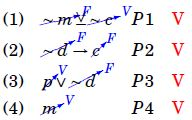 (1) ~m^F ⊻ ~c^V P1 V
(2) ~d^F → e^F P2 V
(3) p^V ∨ ~d^F P3 V
(4) m^V P4 V